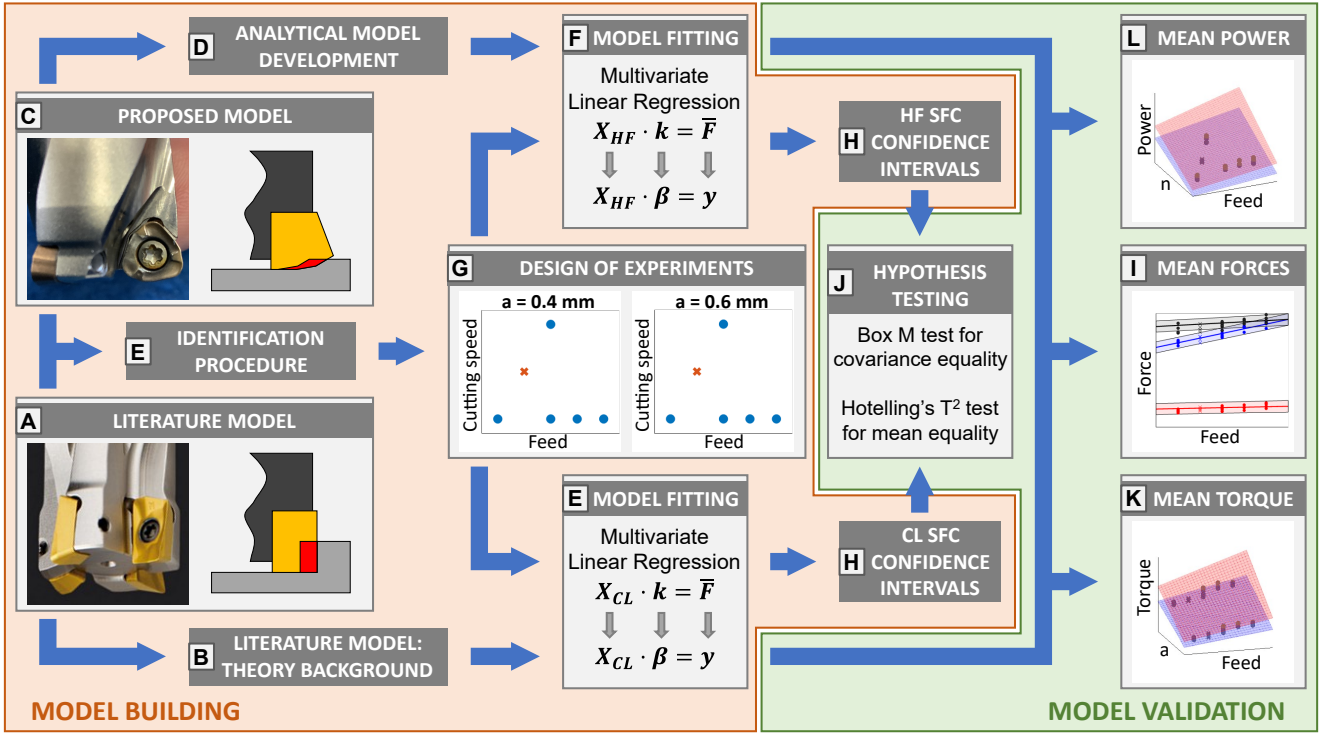 D
ANALYTICAL MODEL
DEVELOPMENT
F
MODEL FITTING
Multivariate
Linear Regression
X_HF · k = F̅
X_HF · β = y
L
MEAN POWER
Power
n
Feed
C
PROPOSED MODEL
H
HF SFC
CONFIDENCE
INTERVALS
G
DESIGN OF EXPERIMENTS
a = 0.4 mm
Cutting speed
Feed
a = 0.6 mm
Cutting speed
Feed
J
HYPOTHESIS
TESTING
Box M test for
covariance equality
Hotelling's T² test
for mean equality
I
MEAN FORCES
Force
Feed
E
IDENTIFICATION
PROCEDURE
A
LITERATURE MODEL
E
MODEL FITTING
Multivariate
Linear Regression
X_CL · k = F̅
X_CL · β = y
H
CL SFC
CONFIDENCE
INTERVALS
K
MEAN TORQUE
Torque
a
Feed
B
LITERATURE MODEL:
THEORY BACKGROUND
MODEL BUILDING
MODEL VALIDATION